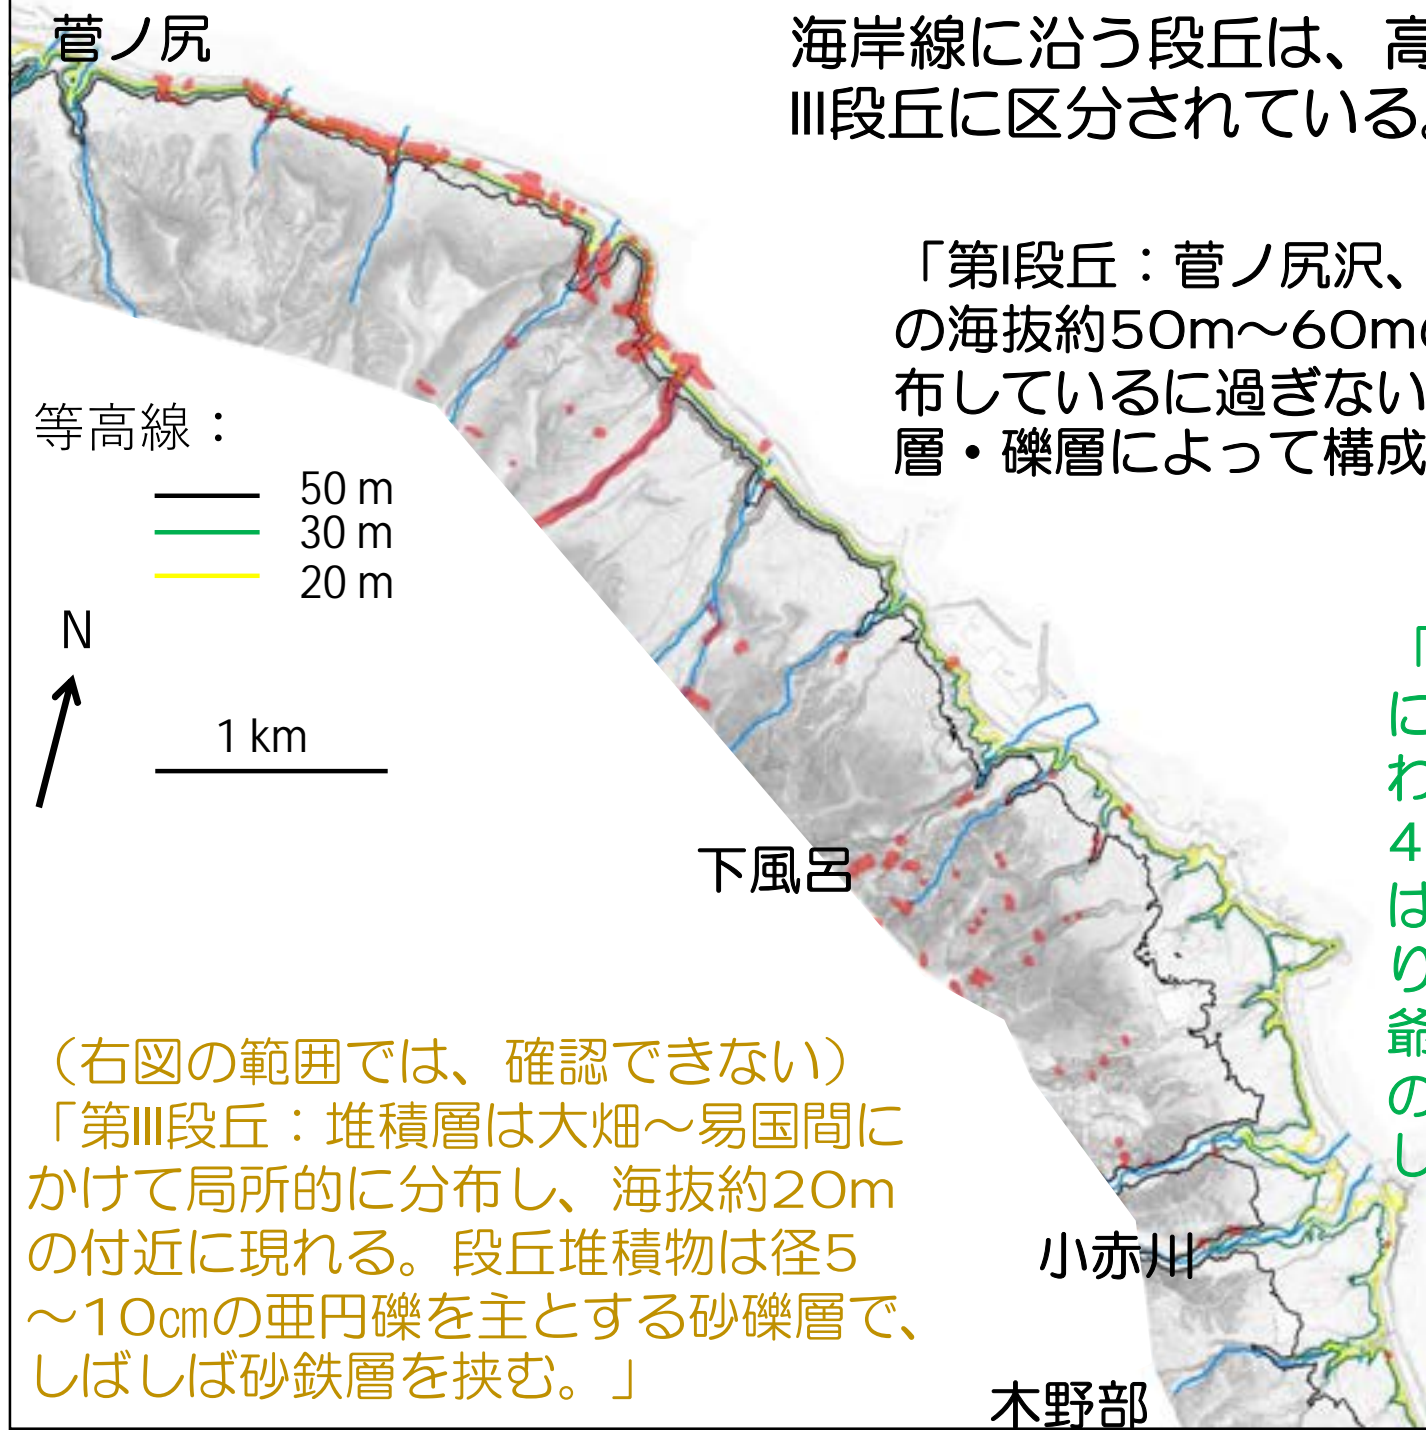 菅ノ尻
海岸線に沿う段丘は、高
III段丘に区分されている。
「第I段丘：菅ノ尻沢、
の海抜約50m～60m
布しているに過ぎない
層・礫層によって構成
等高線：
50 m
30 m
20 m
N
1 km
「
に
わ
4
は
り
爺
の
し
下風呂
（右図の範囲では、確認できない）
「第III段丘：堆積層は大畑～易国間に
かけて局所的に分布し、海抜約20m
の付近に現れる。段丘堆積物は径5
～10㎝の亜円礫を主とする砂礫層で、
しばしば砂鉄層を挟む。」
小赤川
木野部